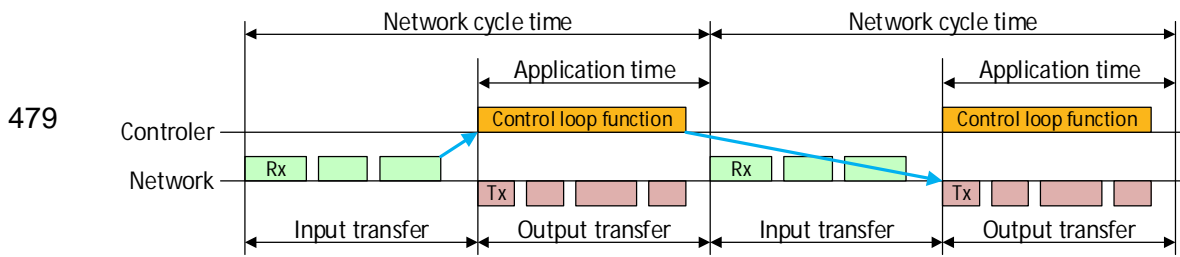 Network cycle time Network cycle time
Application time Application time
479
Controler Control loop function Control loop function
Network Rx Rx
Tx Tx
Input transfer Output transfer Input transfer Output transfer